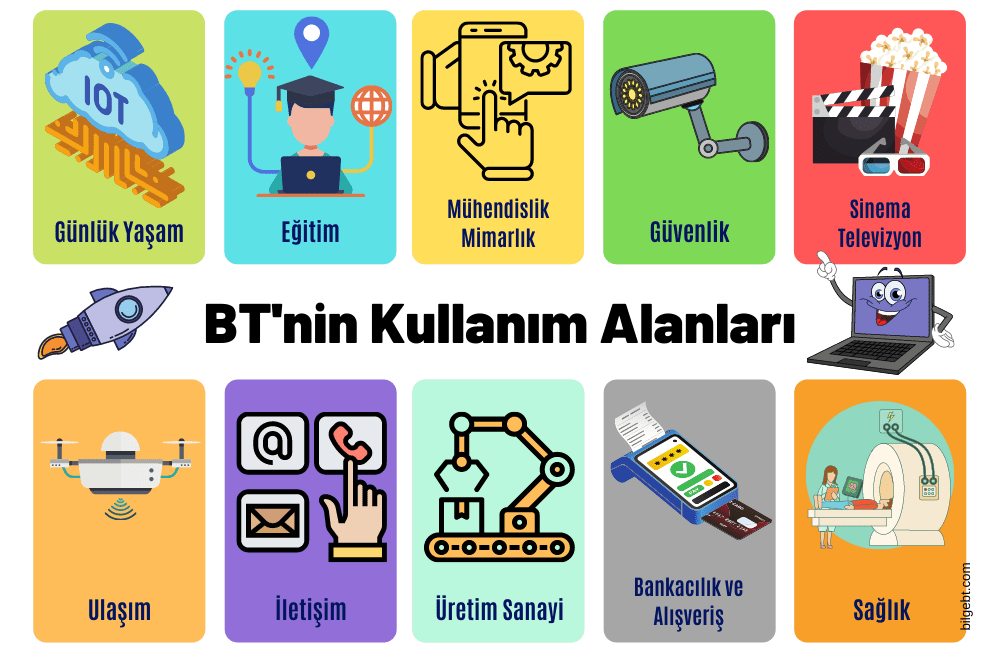 IOT
Günlük Yaşam
Eğitim
Mühendislik
Mimarlık
Güvenlik
Sinema
Televizyon
BT'nin Kullanım Alanları
Ulaşım
@
İletişim
Üretim Sanayi
Bankacılık ve
Alışveriş
Sağlık
bilgebt.com